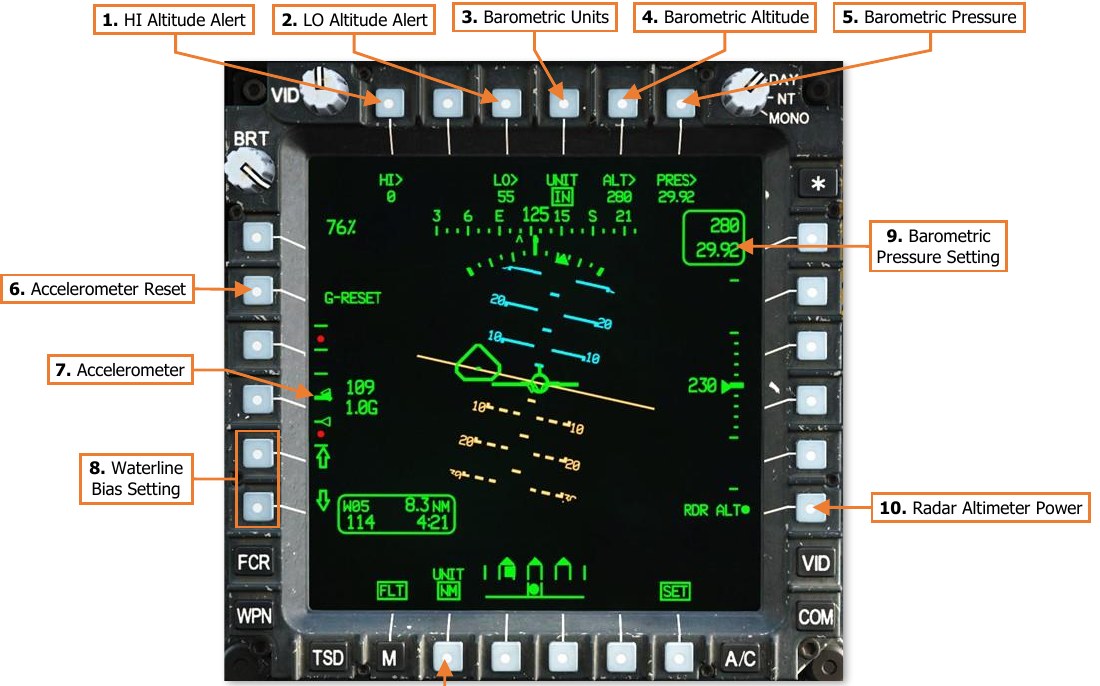 1. HI Altitude Alert
2. LO Altitude Alert
3. Barometric Units
4. Barometric Altitude
5. Barometric Pressure
VID
DAY
NT
MONO
BRT
*
HI>
0
LO>
55
UNIT
IN
ALT>
280
PRES>
29.92
76%
3 6 E 125 15 S 21
280
29.92
9. Barometric
Pressure Setting
6. Accelerometer Reset
G-RESET
20
20
10
10
7. Accelerometer
109
1.0G
230
10
10
20
20
8. Waterline
Bias Setting
W05 8.3 NM
114 4:21
RDR ALT
10. Radar Altimeter Power
FCR
VID
UNIT
FLT
NM
SET
WPN
COM
TSD
M
A/C